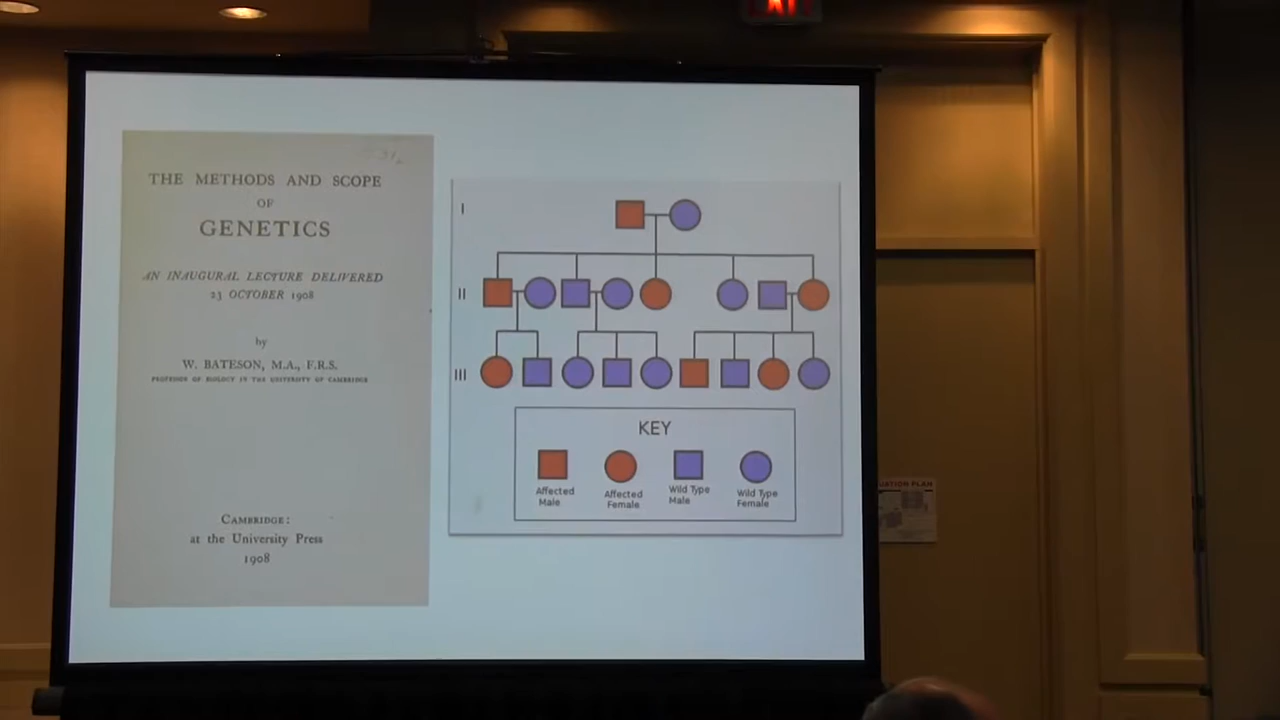 THE METHODS AND SCOPE
OF
GENETICS
AN INAUGURAL LECTURE DELIVERED
23 OCTOBER 1908
by
W. BATESON, M.A., F.R.S.
PROFESSOR OF BIOLOGY IN THE UNIVERSITY OF CAMBRIDGE
CAMBRIDGE:
at the University Press
1908
I
II
III
KEY
Affected
Male
Affected
Female
Wild Type
Male
Wild Type
Female
EXIT
PLAN